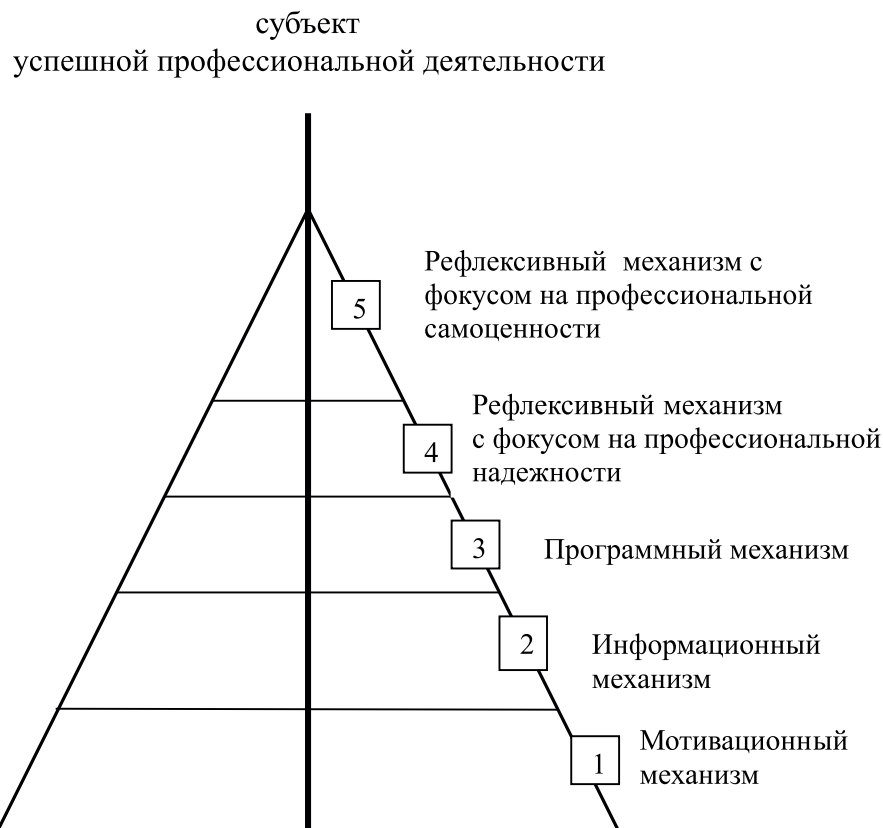 субъект
успешной профессиональной деятельности
5
Рефлексивный механизм с
фокусом на профессиональной
самоценности
4
Рефлексивный механизм
с фокусом на профессиональной
надежности
3
Программный механизм
2
Информационный
механизм
1
Мотивационный
механизм